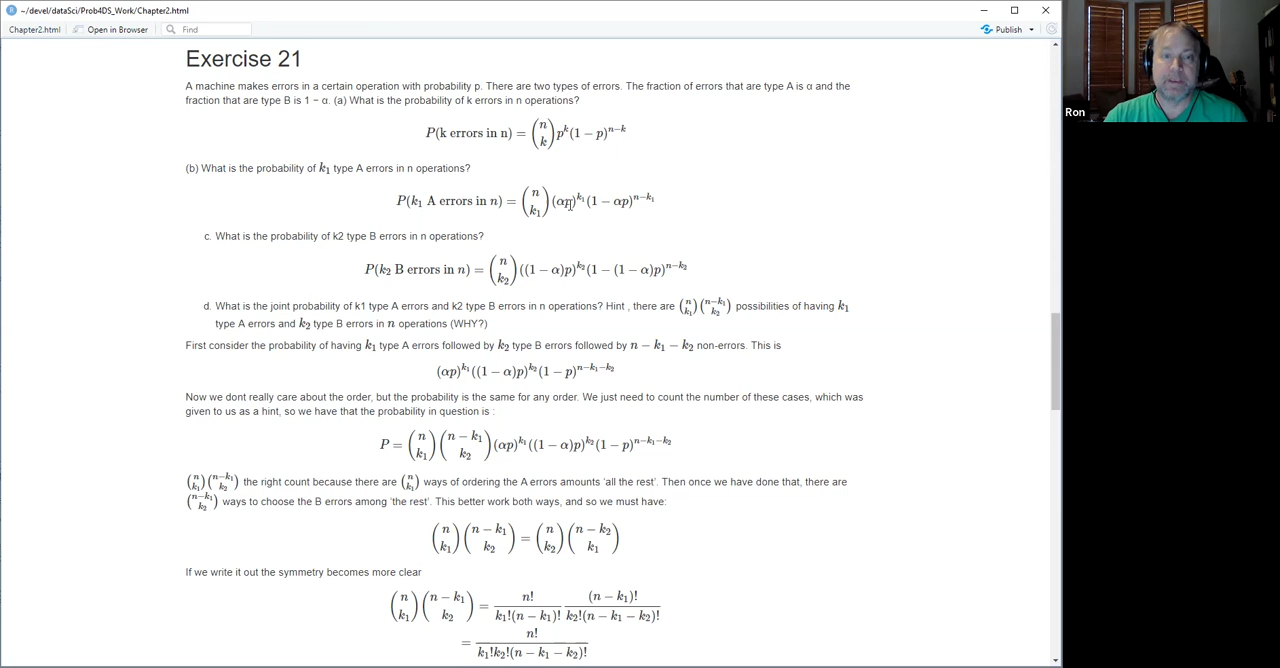 ~/devel/dataSci/Prob4DS_Work/Chapter2.html
Chapter2.html Open in Browser Find Publish
Ron
Exercise 21
A machine makes errors in a certain operation with probability p. There are two types of errors. The fraction of errors that are type A is α and the
fraction that are type B is 1 − α. (a) What is the probability of k errors in n operations?
P(k errors in n) = (n k) p^k (1 − p)^{n−k}
(b) What is the probability of k₁ type A errors in n operations?
P(k₁ A errors in n) = (n k₁) (αp)^{k₁} (1 − αp)^{n−k₁}
c. What is the probability of k2 type B errors in n operations?
P(k₂ B errors in n) = (n k₂) ((1 − α)p)^{k₂} (1 − (1 − α)p)^{n−k₂}
d. What is the joint probability of k1 type A errors and k2 type B errors in n operations? Hint , there are (n k₁)(n−k₁ k₂) possibilities of having k₁
type A errors and k₂ type B errors in n operations (WHY?)
First consider the probability of having k₁ type A errors followed by k₂ type B errors followed by n − k₁ − k₂ non-errors. This is
(αp)^{k₁} ((1 − α)p)^{k₂} (1 − p)^{n−k₁−k₂}
Now we dont really care about the order, but the probability is the same for any order. We just need to count the number of these cases, which was
given to us as a hint, so we have that the probability in question is :
P = (n k₁) (n − k₁ k₂) (αp)^{k₁} ((1 − α)p)^{k₂} (1 − p)^{n−k₁−k₂}
(n k₁)(n−k₁ k₂) the right count because there are (n k₁) ways of ordering the A errors amounts 'all the rest'. Then once we have done that, there are
(n−k₁ k₂) ways to choose the B errors among 'the rest'. This better work both ways, and so we must have:
(n k₁) (n − k₁ k₂) = (n k₂) (n − k₂ k₁)
If we write it out the symmetry becomes more clear
(n k₁) (n − k₁ k₂) = n! / k₁!(n − k₁)! (n − k₁)! / k₂!(n − k₁ − k₂)!
= n! / k₁!k₂!(n − k₁ − k₂)!